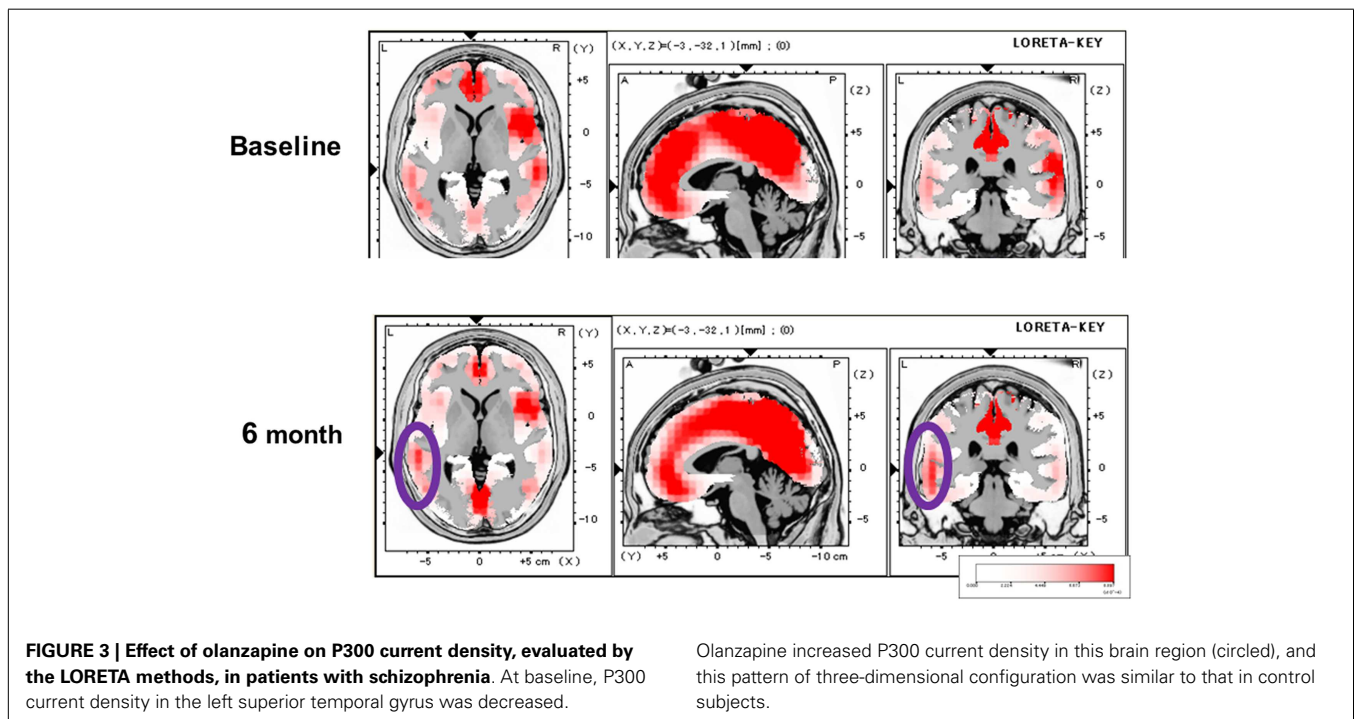 L R (Y) (X,Y,Z)=(-3,-32,1)[mm] ; (0) LORETA-KEY
A P (Z) L R (Z)
+5
0
-5
-10
+5
0
-5
+5
0
-5
Baseline
L R (Y) (X,Y,Z)=(-3,-32,1)[mm] ; (0) LORETA-KEY
A P (Z) L R (Z)
+5
0
-5
-10
+5
0
-5
+5
0
-5
6 month
-5 0 +5 cm (X) (Y) +5 0 -5 -10 cm -5 0
0.000
FIGURE 3 | Effect of olanzapine on P300 current density, evaluated by
the LORETA methods, in patients with schizophrenia. At baseline, P300
current density in the left superior temporal gyrus was decreased.
Olanzapine increased P300 current density in this brain region (circled), and
this pattern of three-dimensional configuration was similar to that in control
subjects.